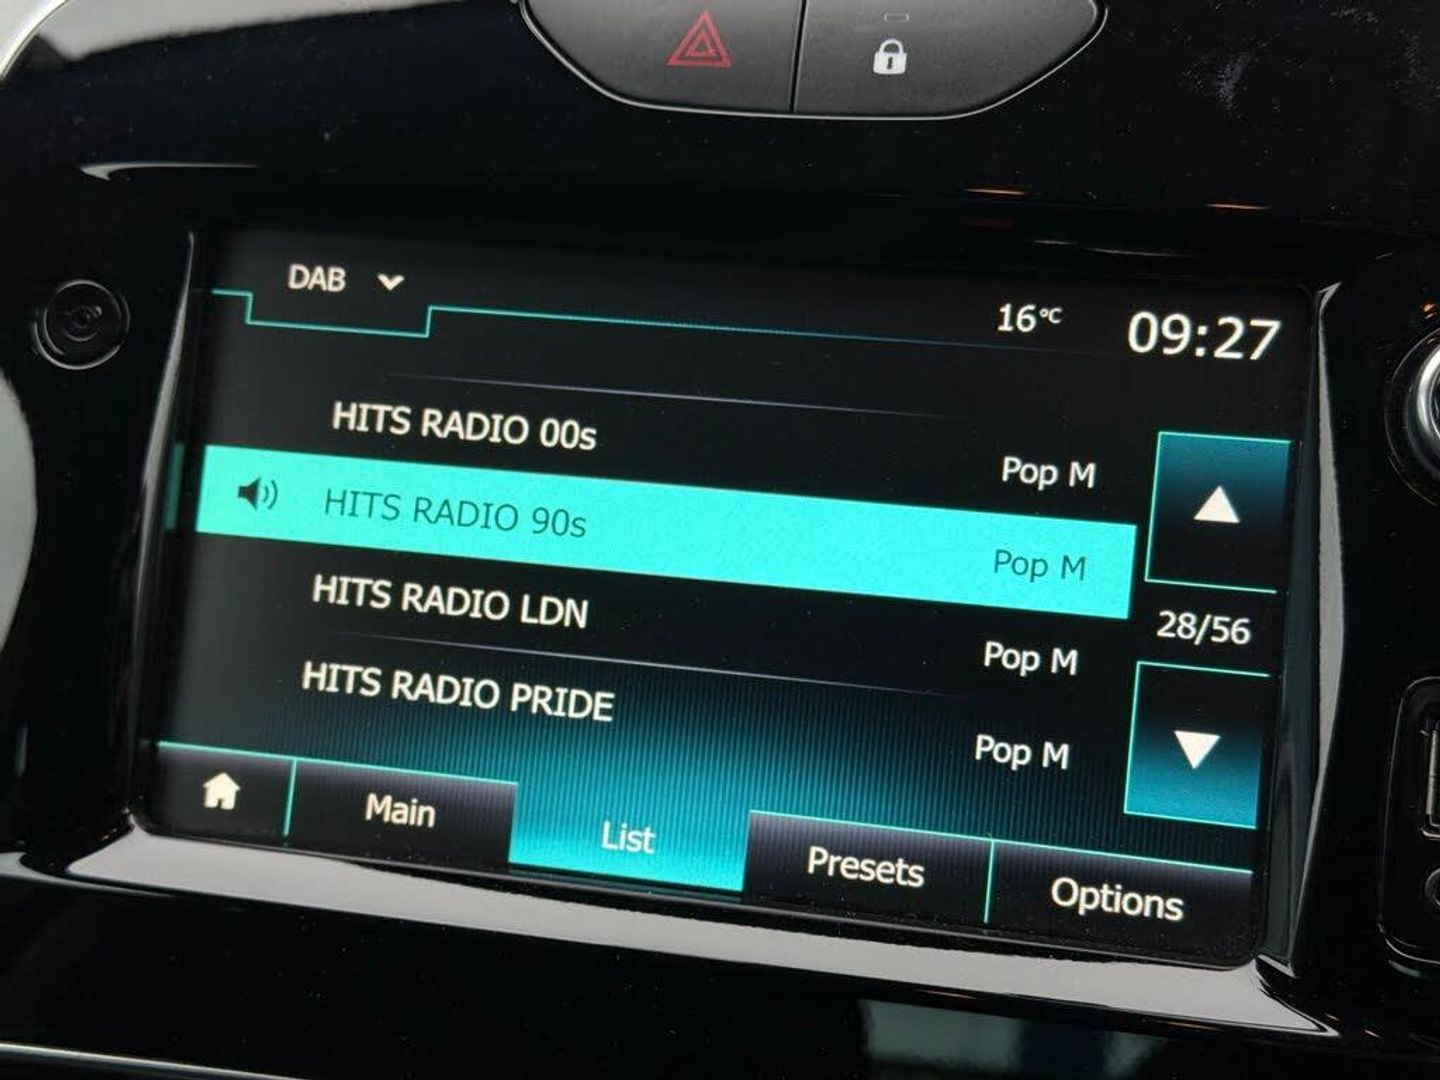 DAB
16°C
09:27
HITS RADIO 00s
Pop M
HITS RADIO 90s
Pop M
28/56
HITS RADIO LDN
Pop M
HITS RADIO PRIDE
Pop M
Main
List
Presets
Options